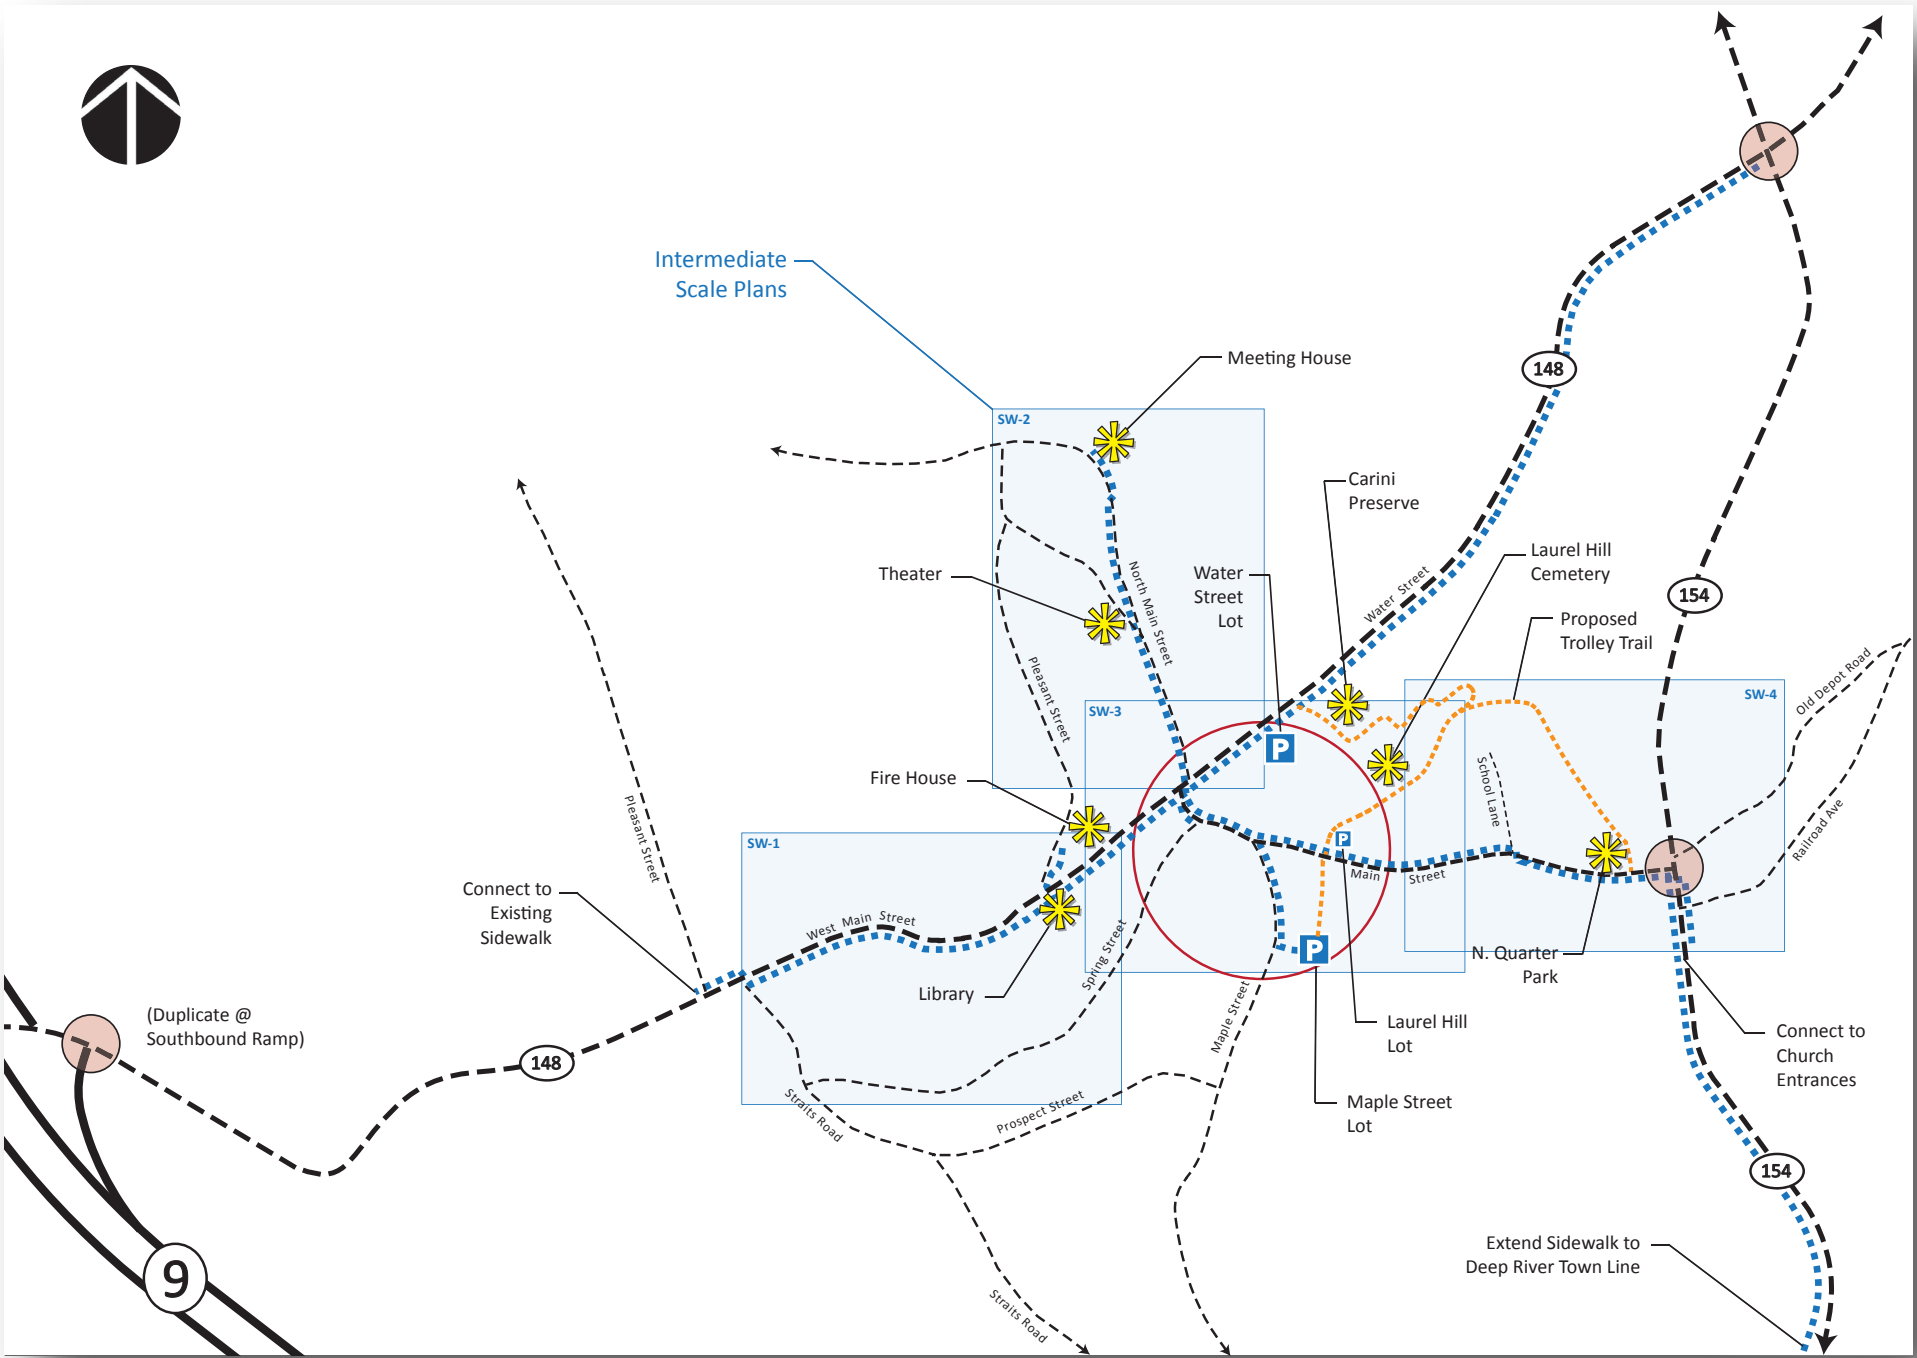 Intermediate
Scale Plans
Meeting House
148
SW-2
Carini
Preserve
Laurel Hill
Cemetery
Theater
Water
Street
Lot
North Main Street
Water Street
154
Proposed
Trolley Trail
Pleasant Street
Old Depot Road
SW-3
SW-4
Fire House
P
School Lane
Railroad Ave
Pleasant Street
SW-1
P
Main Street
Connect to
Existing
Sidewalk
West Main Street
Spring Street
P
N. Quarter
Park
Library
Maple Street
(Duplicate @
Southbound Ramp)
Laurel Hill
Lot
Connect to
Church
Entrances
148
Straits Road
Prospect Street
Maple Street
Lot
154
9
Extend Sidewalk to
Deep River Town Line
Straits Road